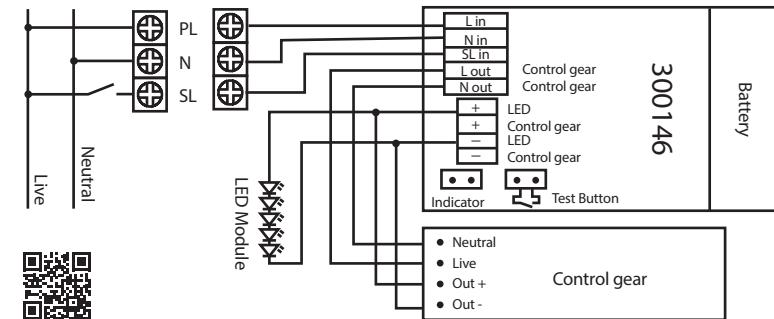 PL
N
SL
Live
Neutral
LED Module
L in
N in
SL in
L out
N out
Control gear
Control gear
+
LED
+
Control gear
−
LED
−
Control gear
Indicator
Test Button
300146
Battery
Neutral
Live
Out +
Out -
Control gear